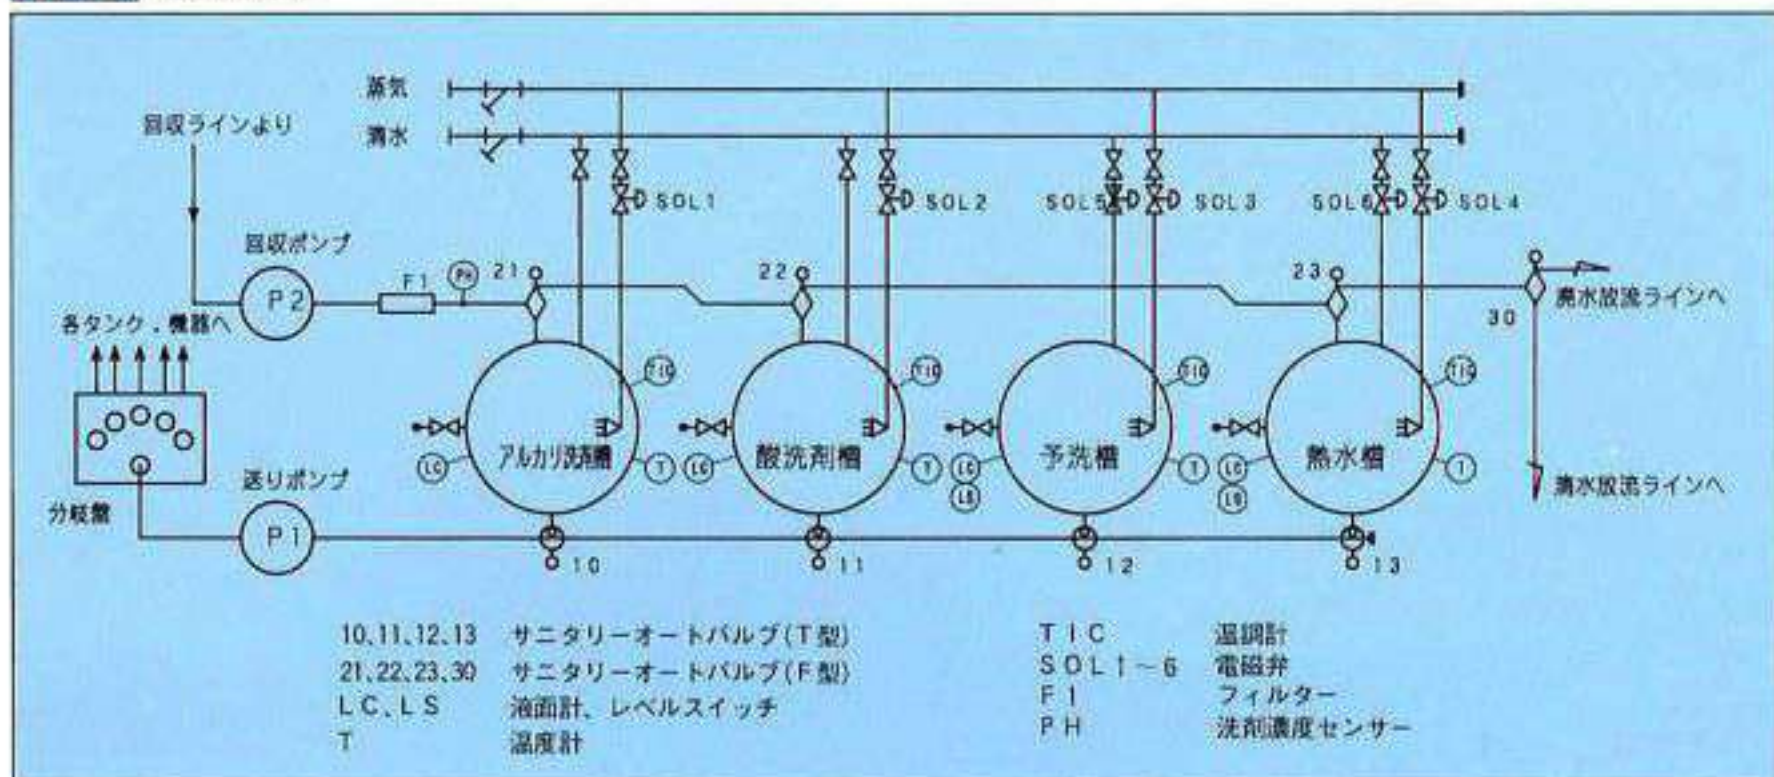 蒸気
回収ラインより
清水
SOL1
SOL2
SOL5
SOL3
SOL6
SOL4
回収ポンプ
P2
F1
PH
21
22
23
30
廃水放流ラインへ
各タンク・機器へ
TIC
TIC
TIC
TIC
アルカリ洗剤槽
酸洗剤槽
予洗槽
熱水槽
LC
T
LC
T
LC
LS
T
LC
LS
T
清水放流ラインへ
分岐盤
送りポンプ
P1
10
11
12
13
10,11,12,13 サニタリーオートバルブ(T型)
21,22,23,30 サニタリーオートバルブ(F型)
LC、LS 液面計、レベルスイッチ
T 温度計
TIC 温調計
SOL1~6 電磁弁
F1 フィルター
PH 洗剤濃度センサー